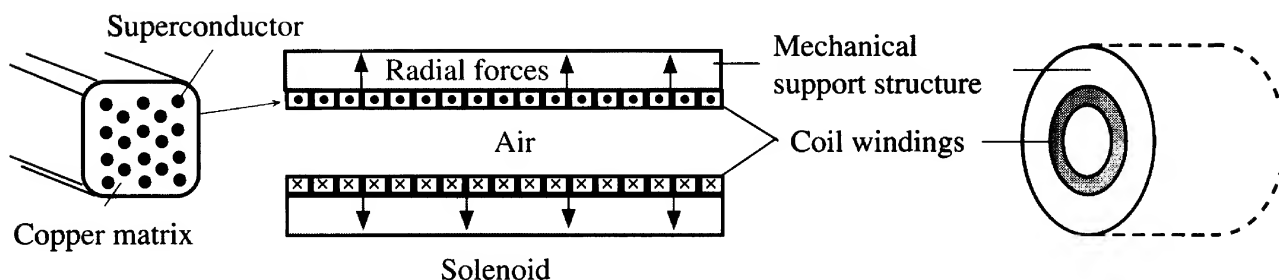 Superconductor
Copper matrix
Radial forces
Air
Solenoid
Mechanical
support structure
Coil windings